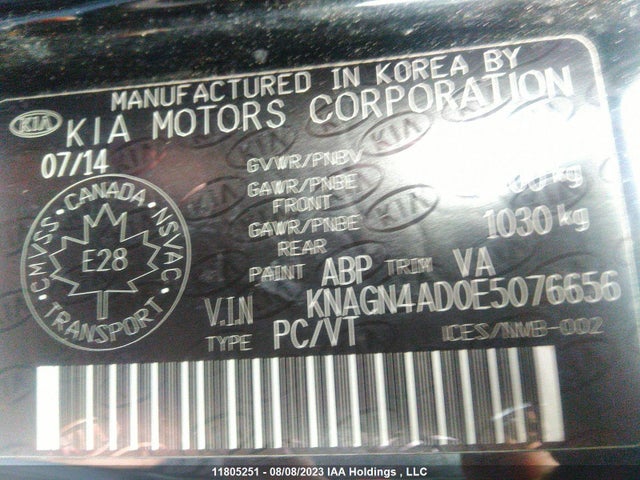 MANUFACTURED IN KOREA BY
KIA KIA MOTORS CORPORATION
07/14
GVWR/PNBV
GAWR/PNBE kg
FRONT
GAWR/PNBE 1030 kg
REAR
PAINT ABP TRIM VA
V.I.N KNAGN4AD0E5076656
TYPE PC/VT ICES/NMB-002
CANADA
CMVSS NSVAC
E28
TRANSPORT
11805251 - 08/08/2023 IAA Holdings , LLC